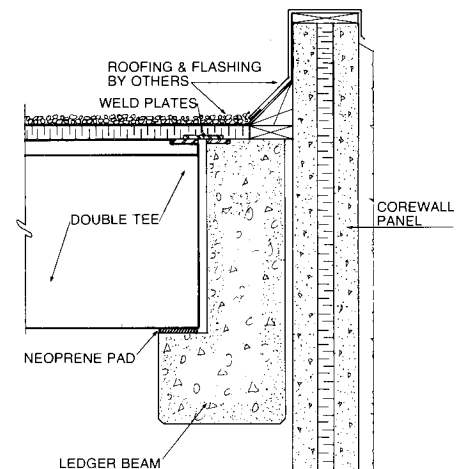 ROOFING & FLASHING
BY OTHERS
WELD PLATES
DOUBLE TEE
COREWALL
PANEL
NEOPRENE PAD
LEDGER BEAM